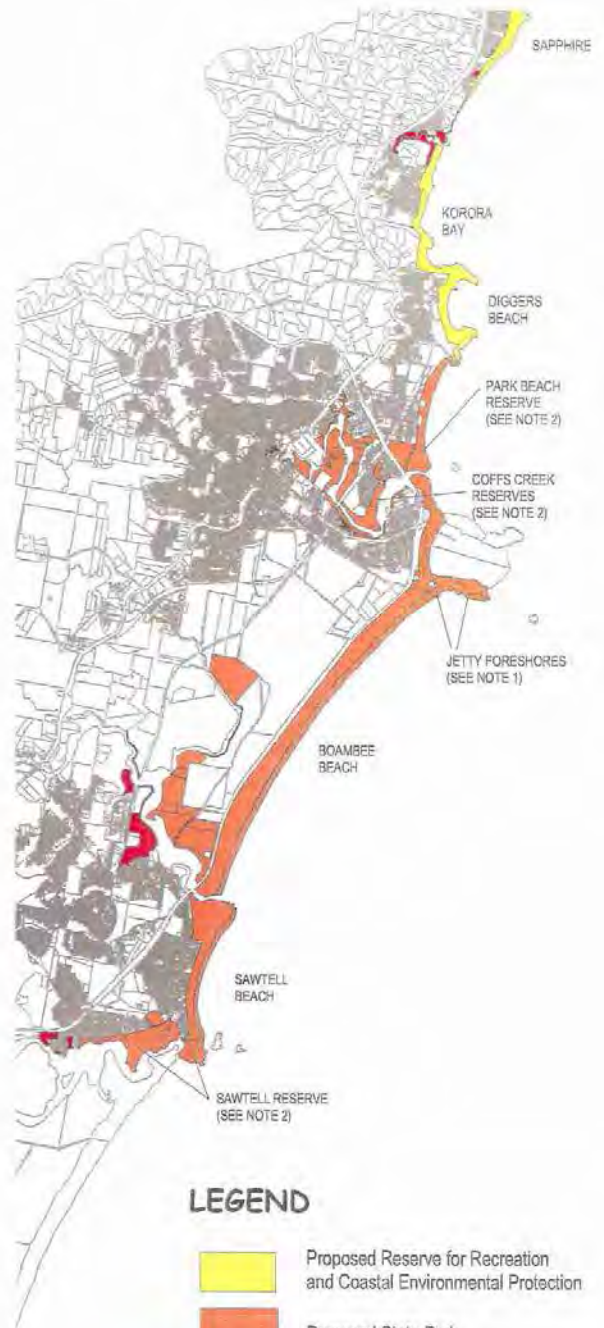 SAPPHIRE
KORORA
BAY
DIGGERS
BEACH
PARK BEACH
RESERVE
(SEE NOTE 2)
COFFS CREEK
RESERVES
(SEE NOTE 2)
JETTY FORESHORES
(SEE NOTE 1)
BOAMBEE
BEACH
SAWTELL
BEACH
SAWTELL RESERVE
(SEE NOTE 2)
LEGEND
Proposed Reserve for Recreation
and Coastal Environmental Protection